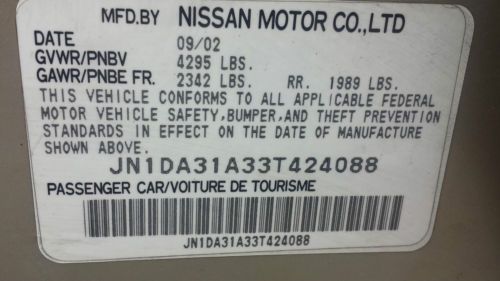 MFD.BY NISSAN MOTOR CO.,LTD
DATE 09/02
GVWR/PNBV 4295 LBS.
GAWR/PNBE FR. 2342 LBS. RR. 1989 LBS.
THIS VEHICLE CONFORMS TO ALL APPLICABLE FEDERAL
MOTOR VEHICLE SAFETY,BUMPER,AND THEFT PREVENTION
STANDARDS IN EFFECT ON THE DATE OF MANUFACTURE
SHOWN ABOVE.
JN1DA31A33T424088
PASSENGER CAR/VOITURE DE TOURISME
JN1DA31A33T424088